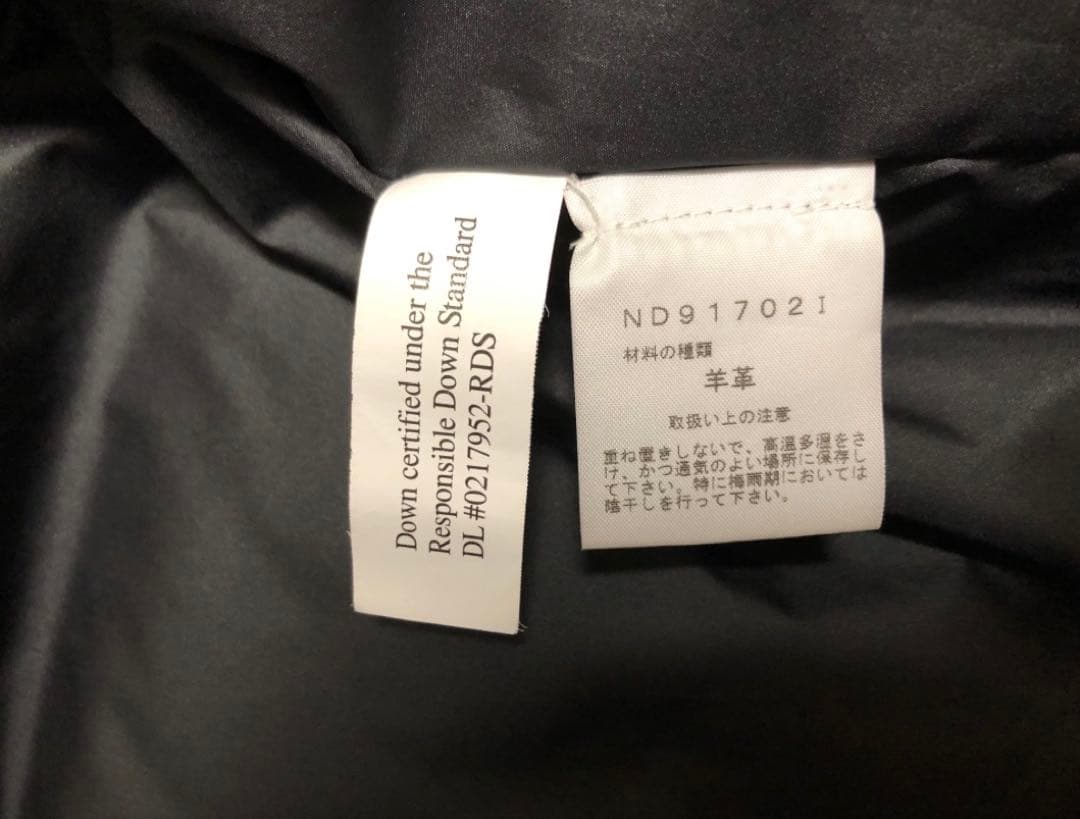 Down certified under the
Responsible Down Standard
DL #0217952-RDS
ND91702I
材料の種類
羊革
取扱い上の注意
重ね置きしないで、高温多湿をさ
け、かつ通気のよい場所に保存し
て下さい。特に梅雨期においては
陰干しを行って下さい。